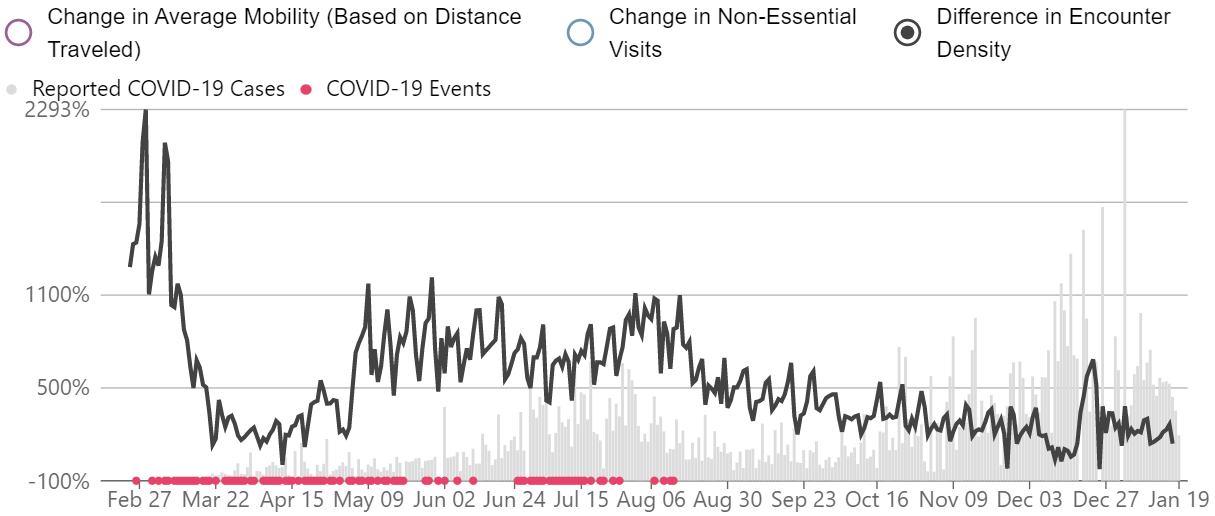 Change in Average Mobility (Based on Distance
Traveled)
Change in Non-Essential
Visits
Difference in Encounter
Density
Reported COVID-19 Cases
COVID-19 Events
2293%
1100%
500%
-100%
Feb 27
Mar 22
Apr 15
May 09
Jun 02
Jun 24
Jul 15
Aug 06
Aug 30
Sep 23
Oct 16
Nov 09
Dec 03
Dec 27
Jan 19